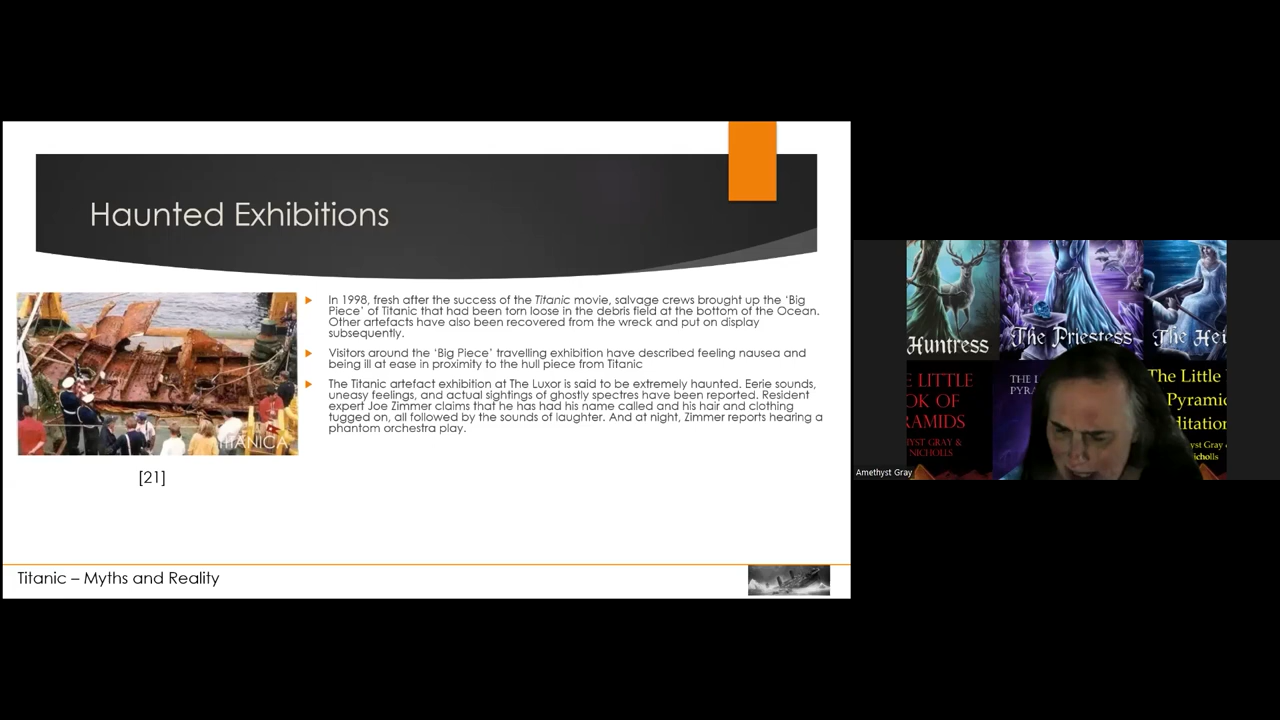 Haunted Exhibitions
In 1998, fresh after the success of the Titanic movie, salvage crews brought up the ‘Big
Piece’ of Titanic that had been torn loose in the debris field at the bottom of the Ocean.
Other artefacts have also been recovered from the wreck and put on display
subsequently.
Visitors around the ‘Big Piece’ travelling exhibition have described feeling nausea and
being ill at ease in proximity to the hull piece from Titanic
The Titanic artefact exhibition at The Luxor is said to be extremely haunted. Eerie sounds,
uneasy feelings, and actual sightings of ghostly spectres have been reported. Resident
expert Joe Zimmer claims that he has had his name called and his hair and clothing
tugged on, all followed by the sounds of laughter. And at night, Zimmer reports hearing a
phantom orchestra play.
TITANICA
[21]
Titanic – Myths and Reality
Huntress
The Priestess
The Hei
E LITTLE
OK OF
RAMIDS
HYST GRAY &
NICHOLLS
THE L
PYRA
The Little
Pyramid
ditation
yst Gray &
icholls
Amethyst Gray